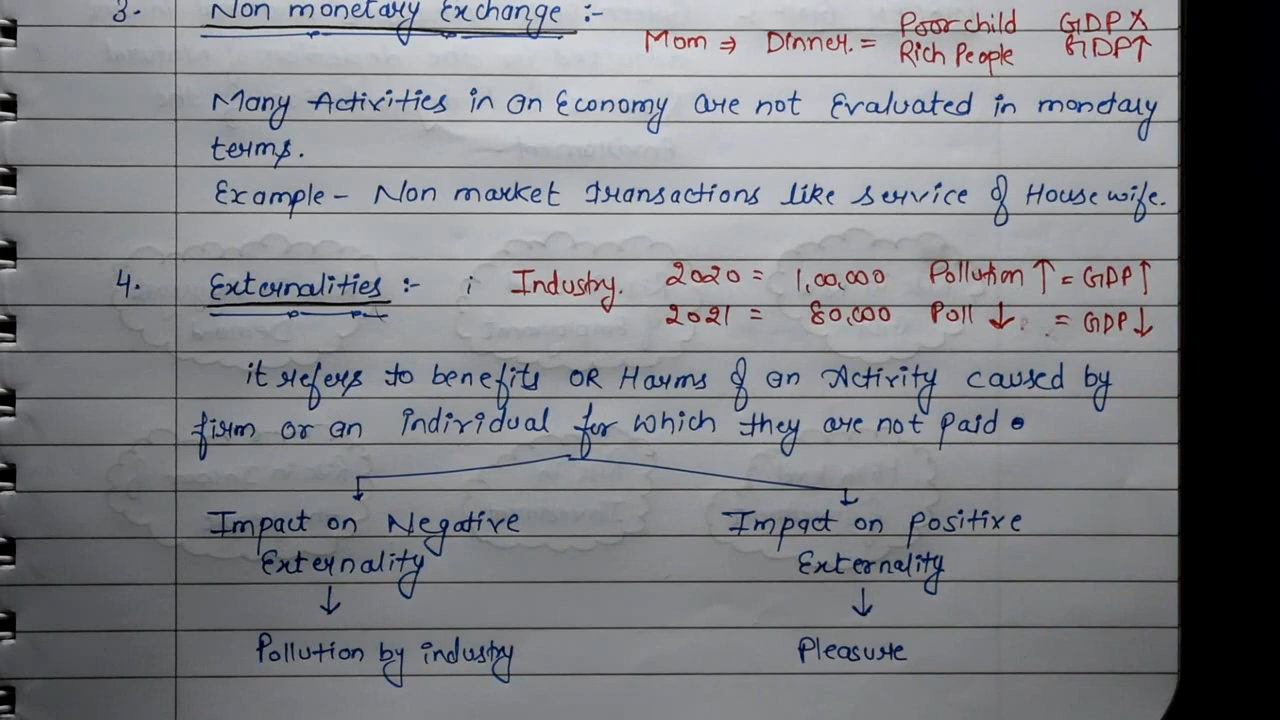 3. Non monetary Exchange :-
Mom ⇒ Dinner. = Poor child GDP X
Rich People GDP↑
Many Activities in an Economy are not Evaluated in monetary
terms.
Example - Non market transactions like service of House wife.
4. Externalities :- ; Industry. 2020 = 1,00,000 Pollution ↑ = GDP↑
2021 = 80,000 Poll ↓ = GDP↓
it refers to benefits OR Harms of an Activity caused by
firm or an individual for which they are not paid.
Impact on Negative Impact on positive
Externality Externality
↓ ↓
Pollution by industry Pleasure